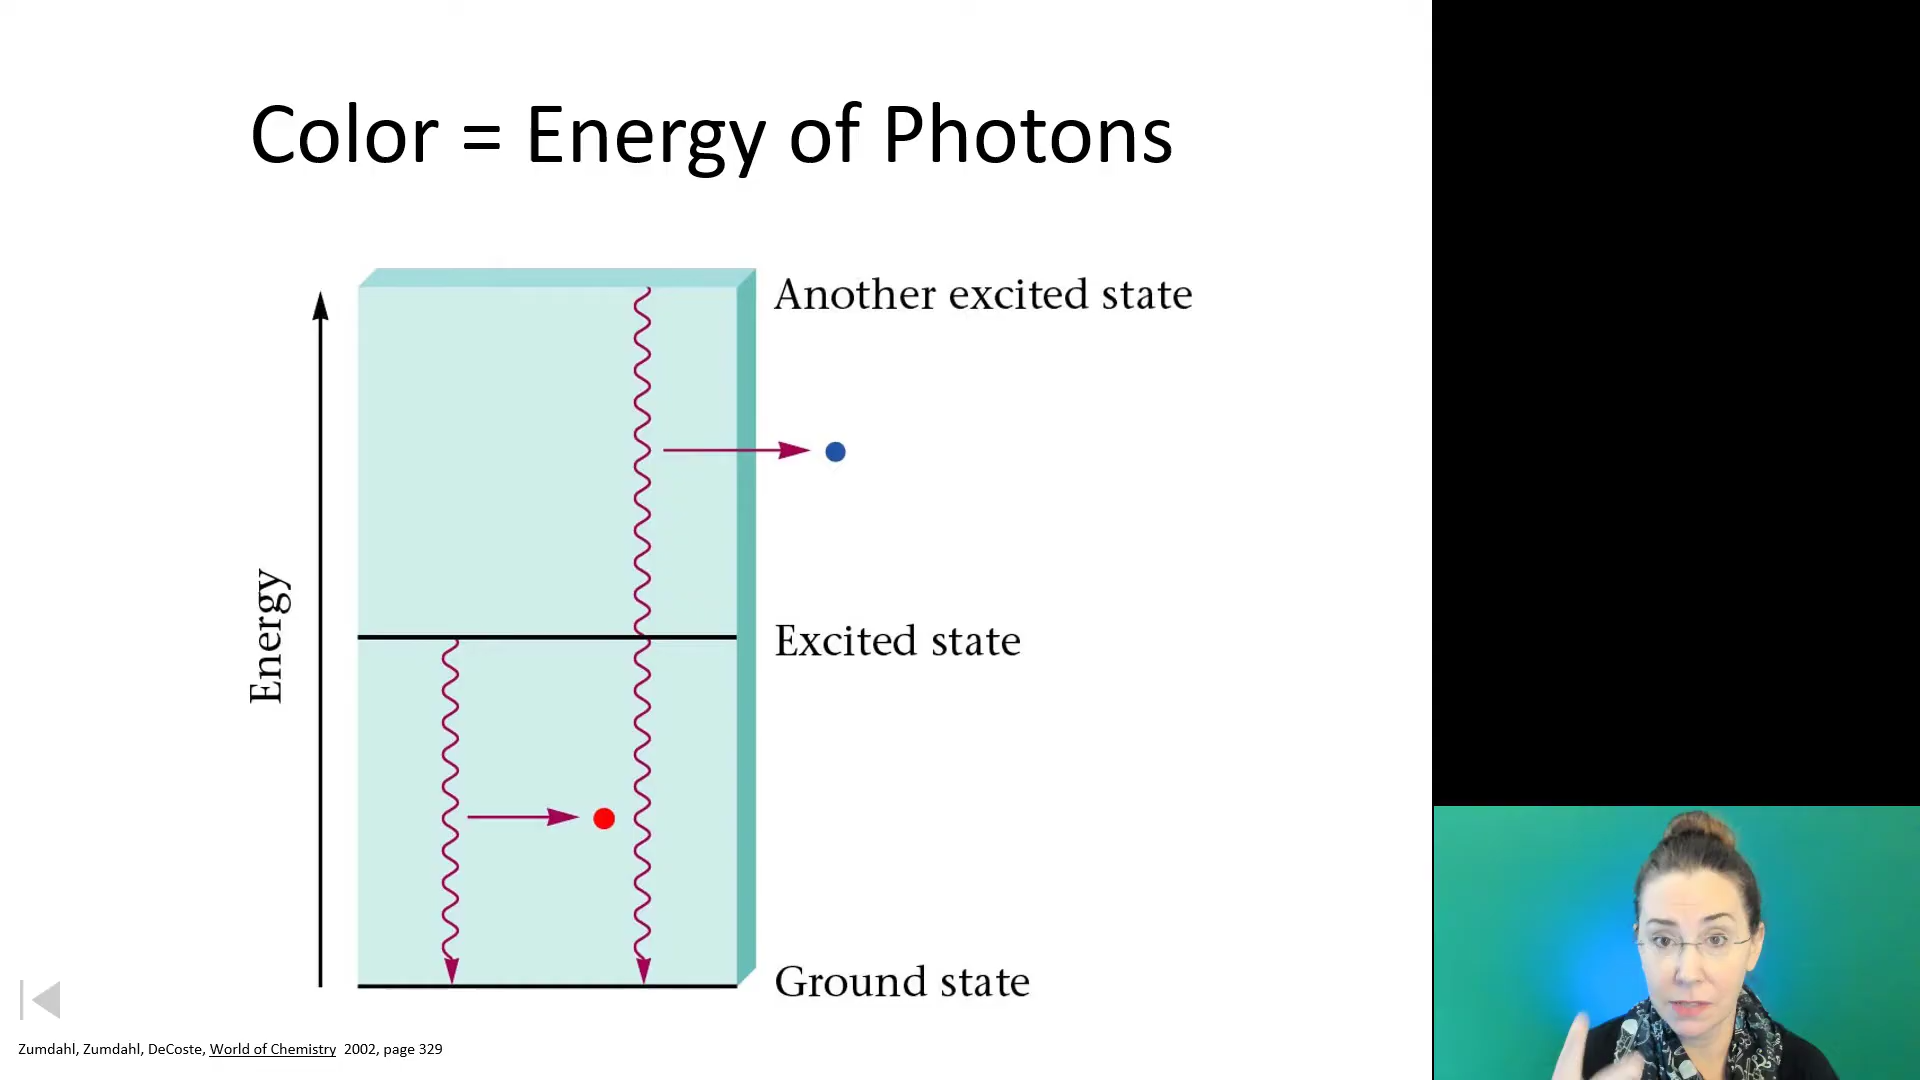 Color = Energy of Photons
Another excited state
Energy
Excited state
Ground state
Zumdahl, Zumdahl, DeCoste, World of Chemistry 2002, page 329